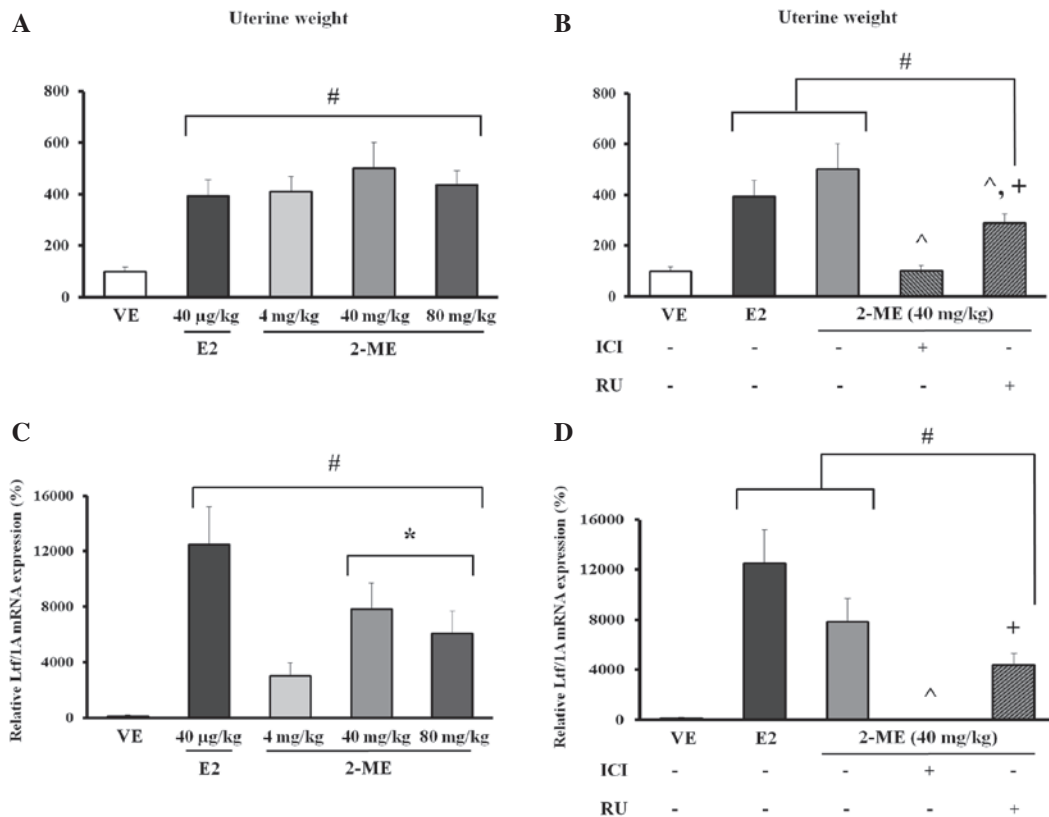 A
Uterine weight
#
800
600
400
200
0
VE
40 µg/kg
4 mg/kg
40 mg/kg
80 mg/kg
E2
2-ME
B
Uterine weight
#
800
600
400
200
0
^
^, +
VE
E2
2-ME (40 mg/kg)
ICI - - - + -
RU - - - - +
C
Relative Ltf/1A mRNA expression (%)
#
*
16000
12000
8000
4000
0
VE
40 µg/kg
4 mg/kg
40 mg/kg
80 mg/kg
E2
2-ME
D
Relative Ltf/1A mRNA expression (%)
#
16000
12000
8000
4000
0
^
+
VE
E2
2-ME (40 mg/kg)
ICI - - - + -
RU - - - - +